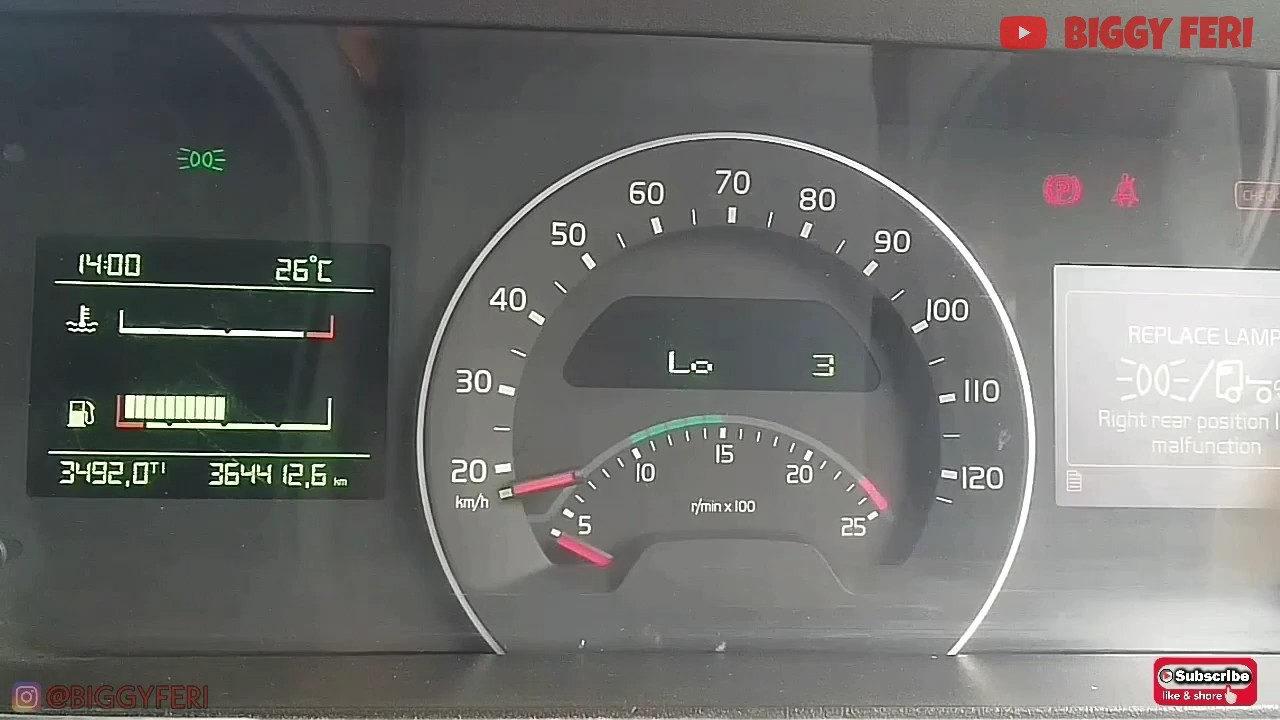 BIGGY FERI
14:00 26°C
3492,0 T1 364412,6 km
20
30
40
50
60
70
80
90
100
110
120
km/h
Lo 3
5
10
15
20
25
r/min x 100
P
CHECK
REPLACE LAMP
Right rear position
malfunction
@BIGGYFERI
Subscribe
like & share